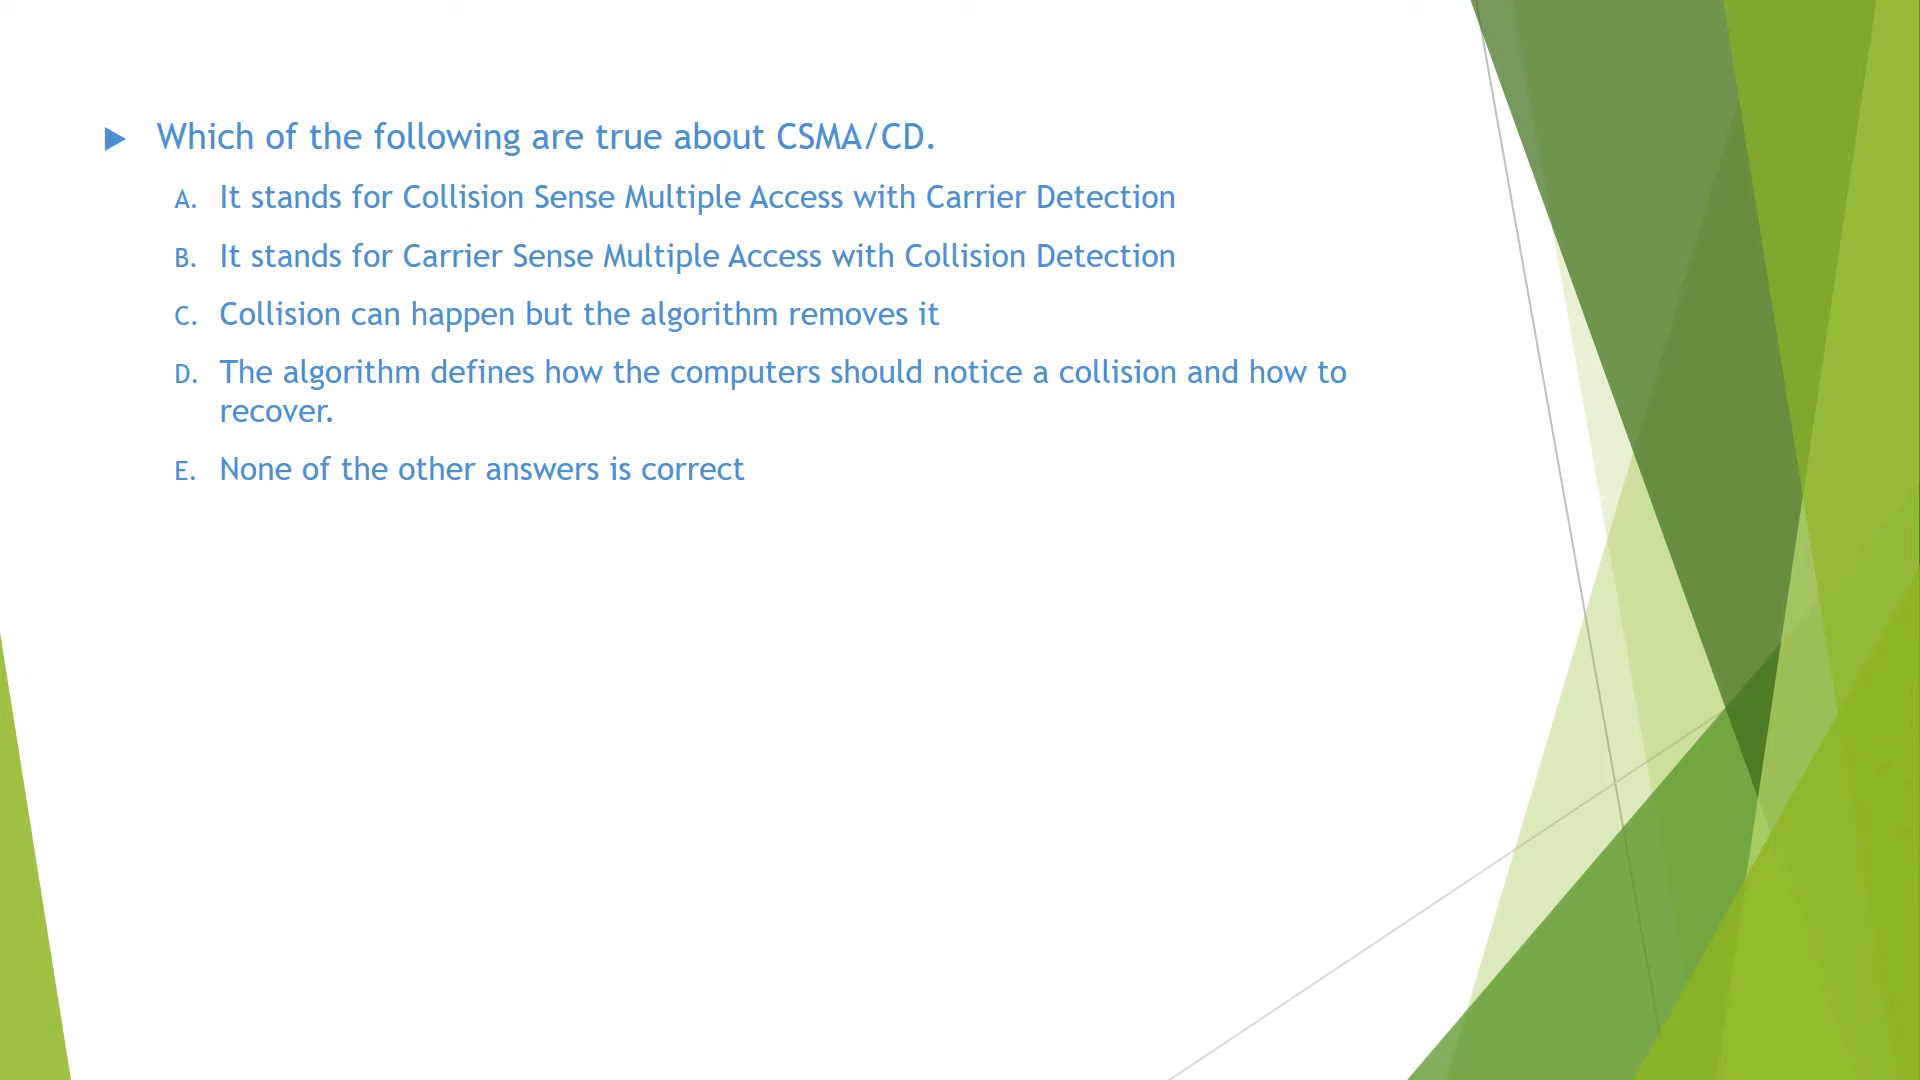 Which of the following are true about CSMA/CD.
A. It stands for Collision Sense Multiple Access with Carrier Detection
B. It stands for Carrier Sense Multiple Access with Collision Detection
C. Collision can happen but the algorithm removes it
D. The algorithm defines how the computers should notice a collision and how to
recover.
E. None of the other answers is correct